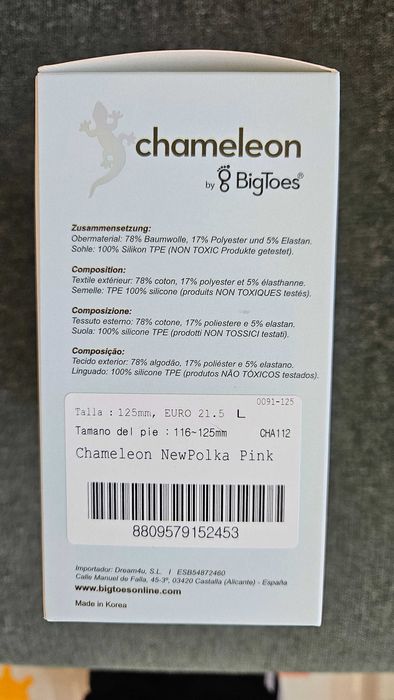 chameleon
by BigToes®
Zusammensetzung:
Obermaterial: 78% Baumwolle, 17% Polyester und 5% Elastan.
Sohle: 100% Silikon TPE (NON TOXIC Produkte getestet).
Composition:
Textile extérieur: 78% coton, 17% polyester et 5% élasthanne.
Semelle: TPE 100% silicone (produits NON TOXIQUES testés).
Composizione:
Tessuto esterno: 78% cotone, 17% poliestere e 5% elastan.
Suola: 100% silicone TPE (prodotti NON TOSSICI testati).
Composição:
Tecido exterior: 78% algodão, 17% poliéster e 5% elastano.
Linguado: 100% silicone TPE (produtos NÃO TÓXICOS testados).
0091-125
Talla : 125mm, EURO 21.5 L
Tamano del pie : 116~125mm CHA112
Chameleon NewPolka Pink
8809579152453
Importador: Dream4u, S.L. / ESB54872460
Calle Manuel de Falla, 45-3º, 03420 Castalla (Alicante) - España
www.bigtoesonline.com
Made in Korea